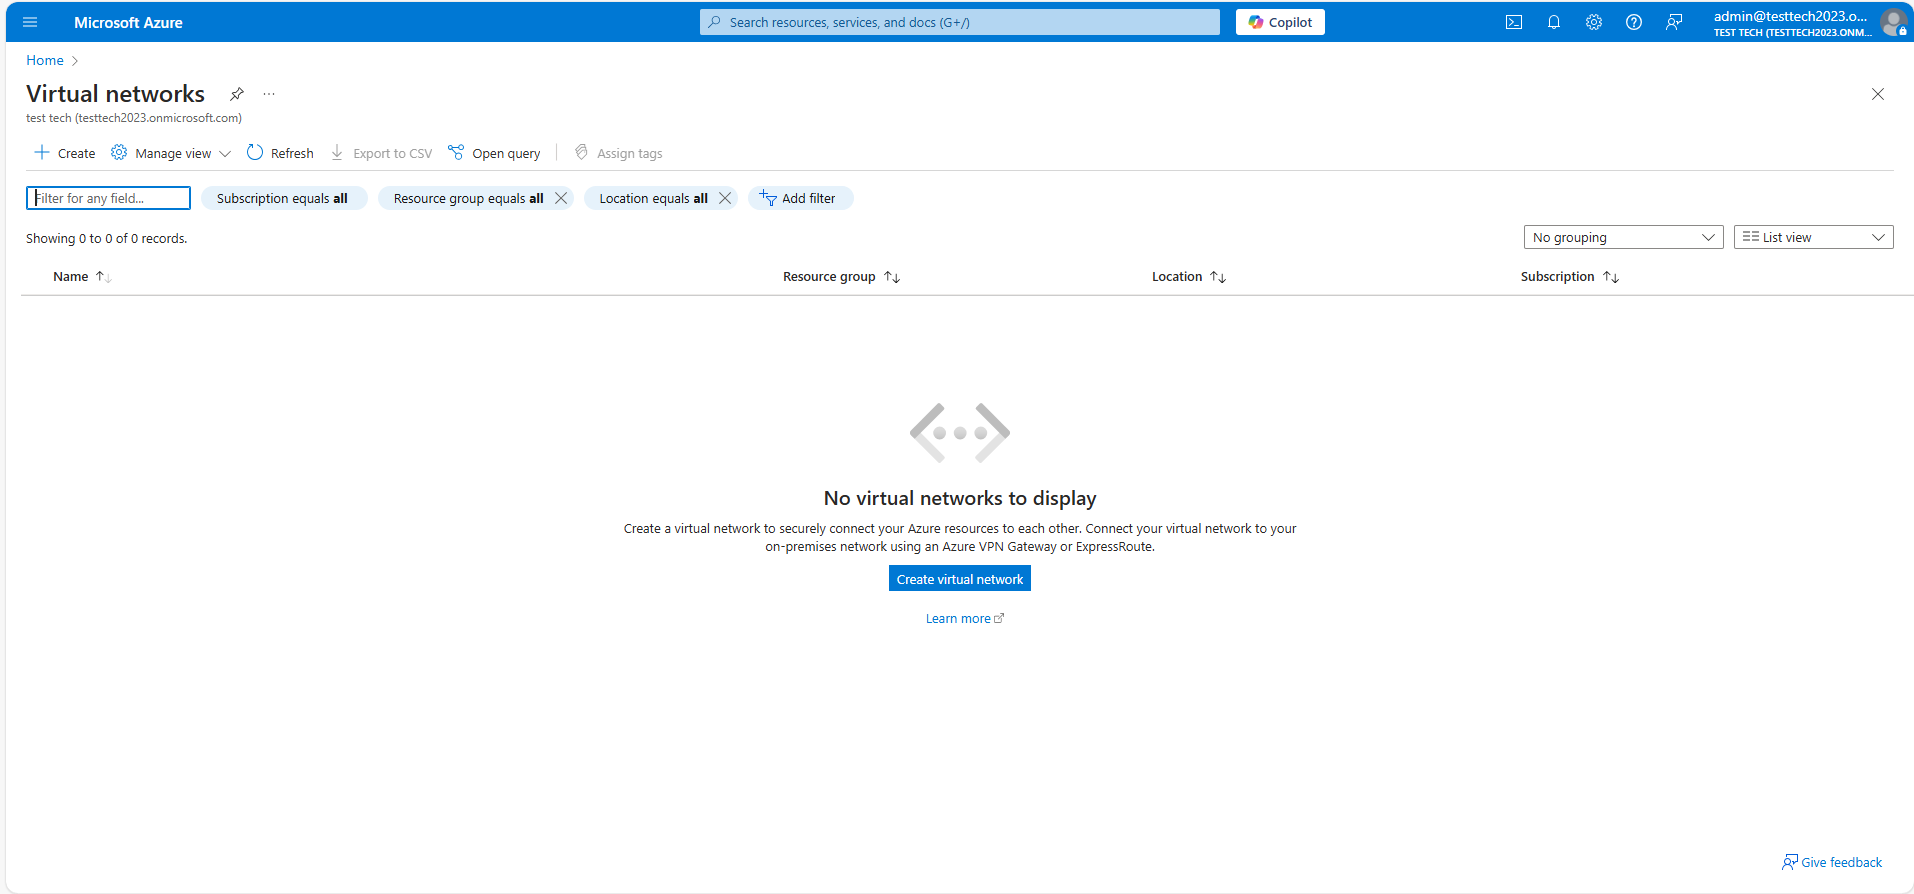 Microsoft Azure
Search resources, services, and docs (G+/)
Copilot
admin@testtech2023.o...
TEST TECH (TESTTECH2023.ONM...
Home
Virtual networks
test tech (testtech2023.onmicrosoft.com)
Create
Manage view
Refresh
Export to CSV
Open query
Assign tags
Filter for any field...
Subscription equals all
Resource group equals all
Location equals all
Add filter
Showing 0 to 0 of 0 records.
No grouping
List view
Name
Resource group
Location
Subscription
No virtual networks to display
Create a virtual network to securely connect your Azure resources to each other. Connect your virtual network to your
on-premises network using an Azure VPN Gateway or ExpressRoute.
Create virtual network
Learn more
Give feedback